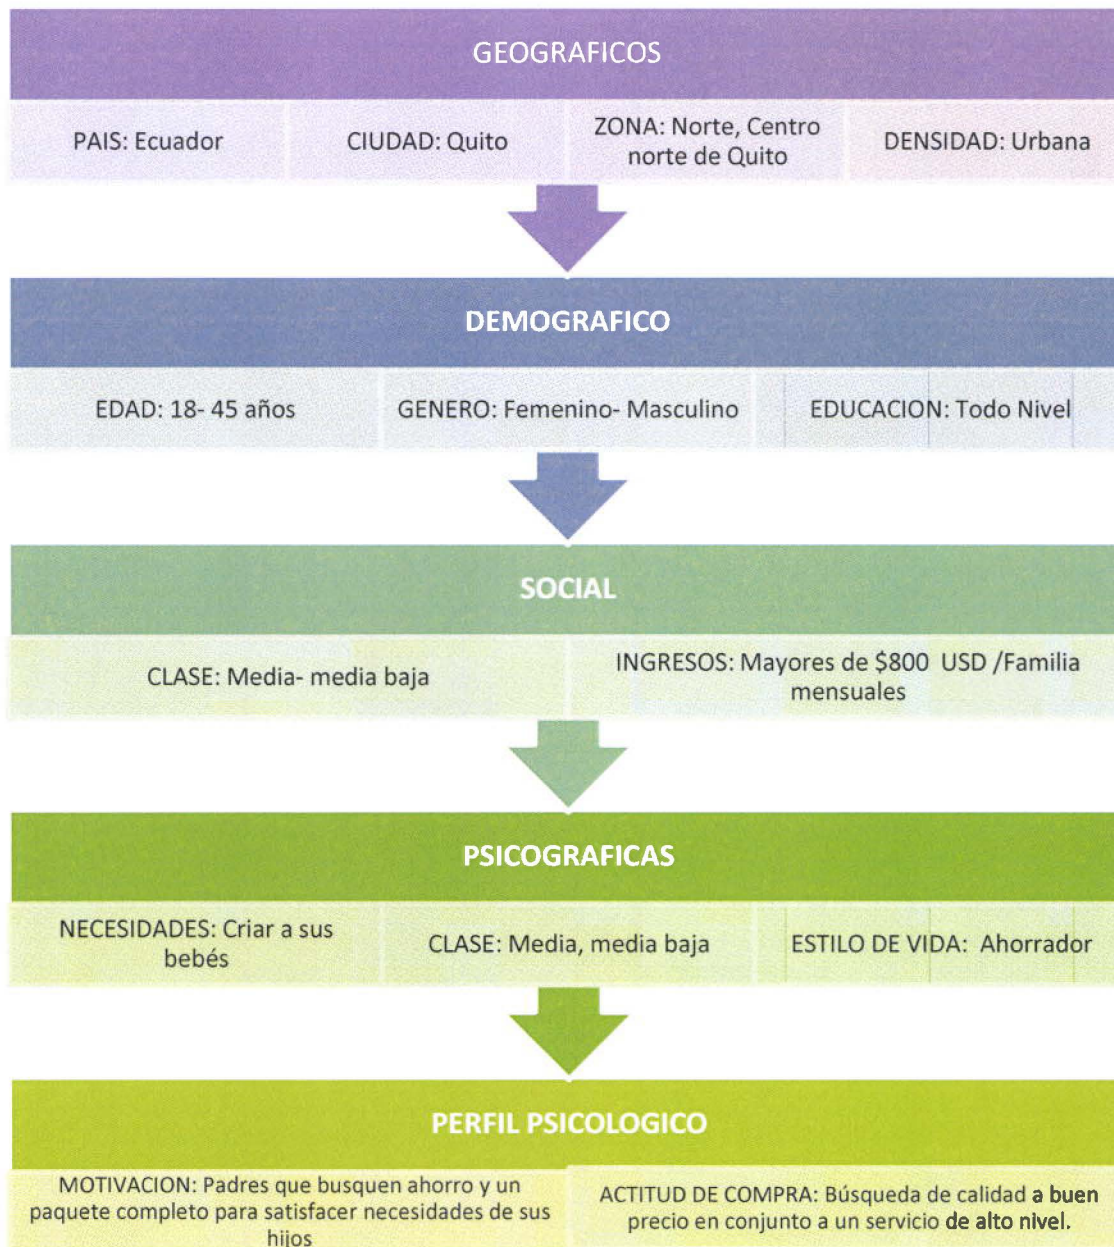 GEOGRAFICOS
PAIS: Ecuador
CIUDAD: Quito
ZONA: Norte, Centro
norte de Quito
DENSIDAD: Urbana
DEMOGRAFICO
EDAD: 18- 45 años
GENERO: Femenino- Masculino
EDUCACION: Todo Nivel
SOCIAL
CLASE: Media- media baja
INGRESOS: Mayores de $800 USD /Familia
mensuales
PSICOGRAFICAS
NECESIDADES: Criar a sus
bebés
CLASE: Media, media baja
ESTILO DE VIDA: Ahorrador
PERFIL PSICOLOGICO
MOTIVACION: Padres que busquen ahorro y un
paquete completo para satisfacer necesidades de sus
hijos
ACTITUD DE COMPRA: Búsqueda de calidad a buen
precio en conjunto a un servicio de alto nivel.